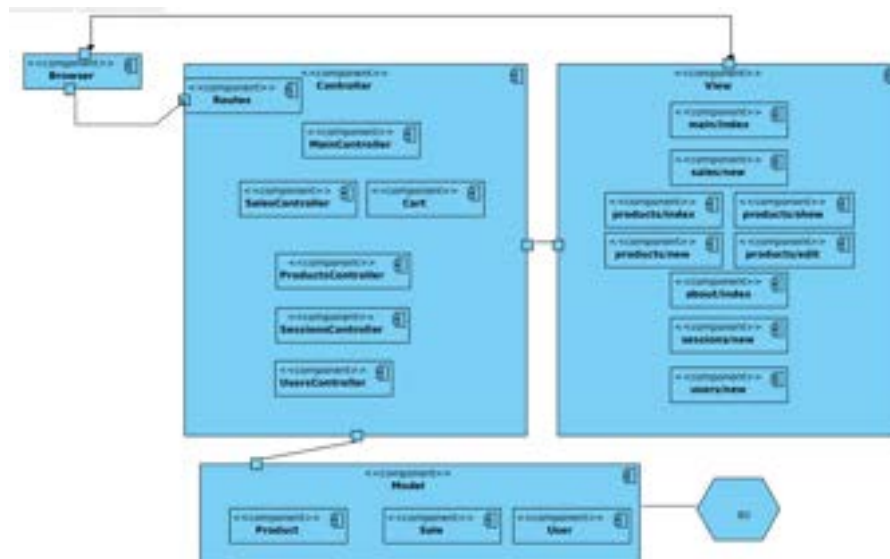 <<component>>
Browser
<<component>>
Controller
<<component>>
Routes
<<component>>
MainController
<<component>>
SalesController
<<component>>
Cart
<<component>>
ProductsController
<<component>>
SessionsController
<<component>>
UsersController
<<component>>
View
<<component>>
main/index
<<component>>
sales/new
<<component>>
products/index
<<component>>
products/show
<<component>>
products/new
<<component>>
products/edit
<<component>>
about/index
<<component>>
sessions/new
<<component>>
users/new
<<component>>
Model
<<component>>
Product
<<component>>
Sale
<<component>>
User